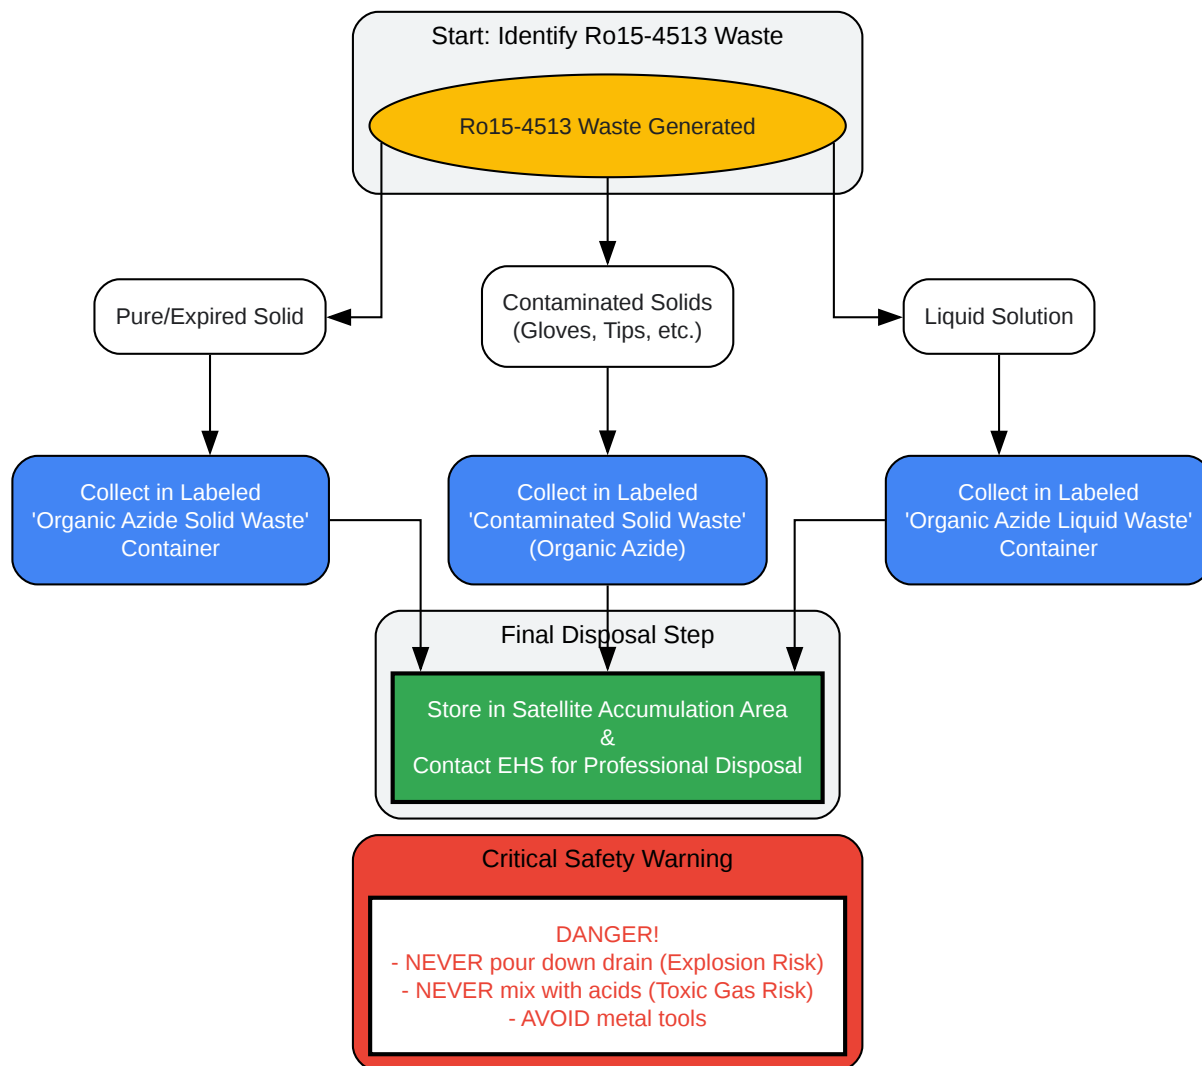 Start: Identify Ro15-4513 Waste
Ro15-4513 Waste Generated
Pure/Expired Solid
Contaminated Solids
(Gloves, Tips, etc.)
Liquid Solution
Collect in Labeled
'Organic Azide Solid Waste'
Container
Collect in Labeled
'Contaminated Solid Waste'
(Organic Azide)
Collect in Labeled
'Organic Azide Liquid Waste'
Container
Final Disposal Step
Store in Satellite Accumulation Area
&
Contact EHS for Professional Disposal
Critical Safety Warning
DANGER!
- NEVER pour down drain (Explosion Risk)
- NEVER mix with acids (Toxic Gas Risk)
- AVOID metal tools